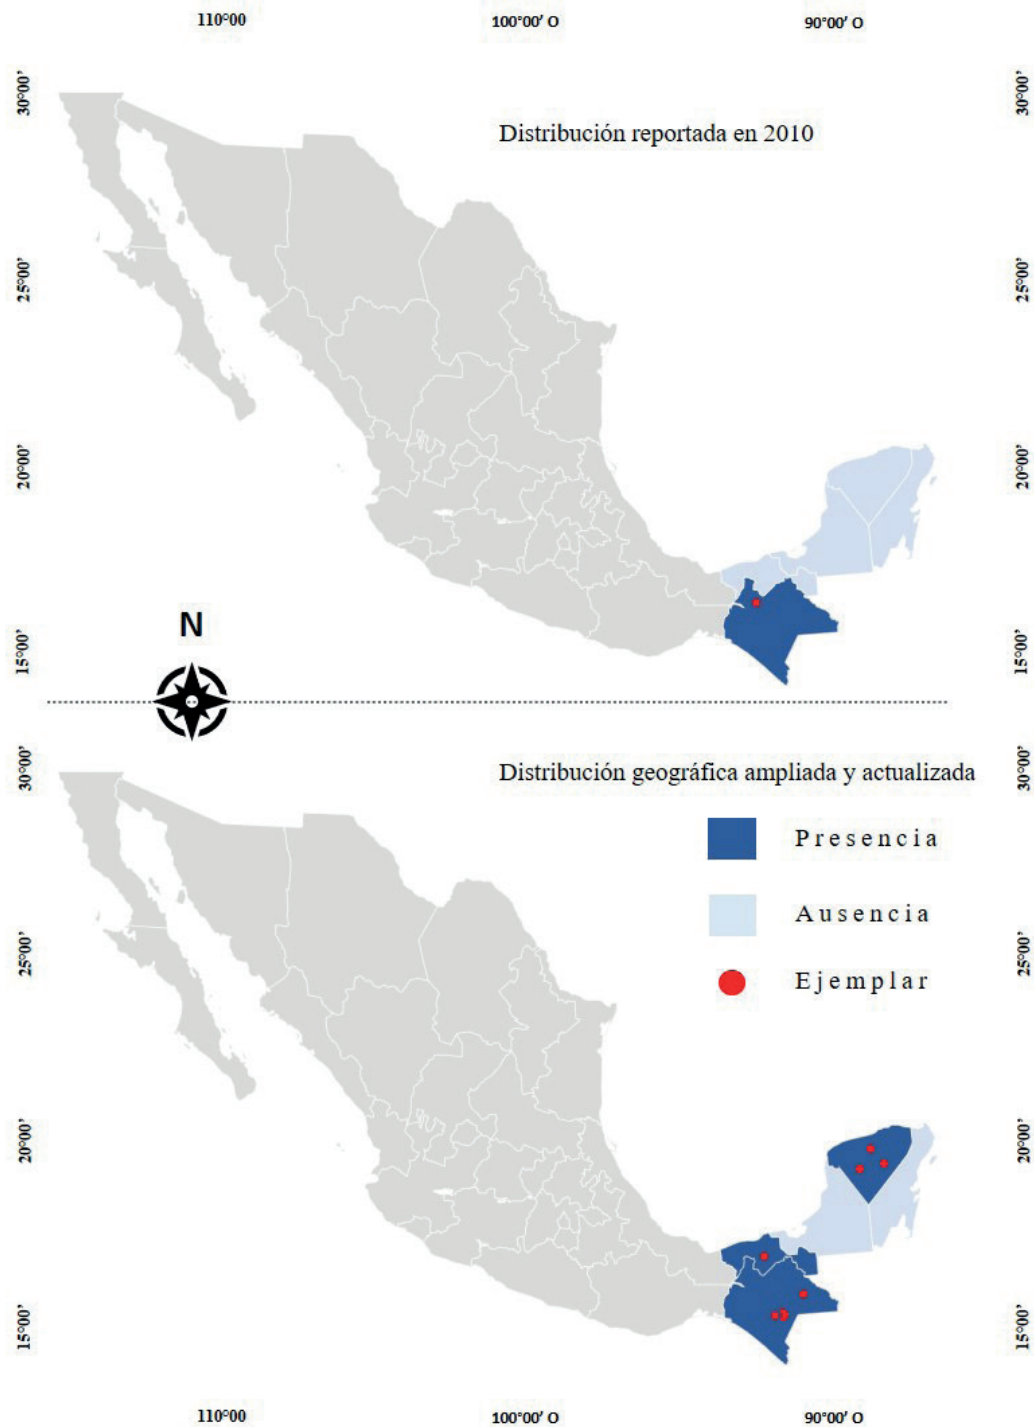 110°00
100°00' O
90°00' O
30°00'
30°00'
Distribución reportada en 2010
25°00'
25°00'
20°00'
20°00'
N
15°00'
15°00'
30°00'
30°00'
Distribución geográfica ampliada y actualizada
Presencia
Ausencia
25°00'
25°00'
Ejemplar
20°00'
20°00'
15°00'
15°00'
110°00
100°00' O
90°00' O